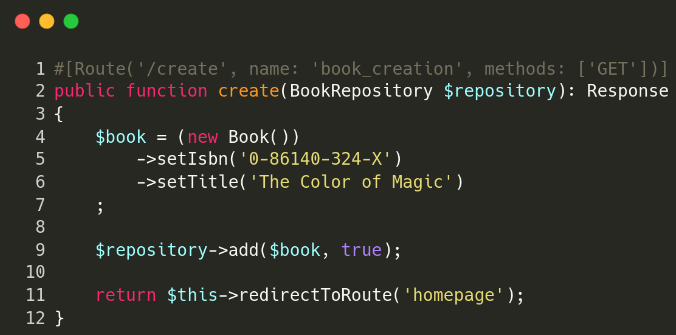 1 #[Route('/create', name: 'book_creation', methods: ['GET'])]
2 public function create(BookRepository $repository): Response
3 {
4     $book = (new Book())
5         ->setIsbn('0-86140-324-X')
6         ->setTitle('The Color of Magic')
7     ;
8
9     $repository->add($book, true);
10
11     return $this->redirectToRoute('homepage');
12 }